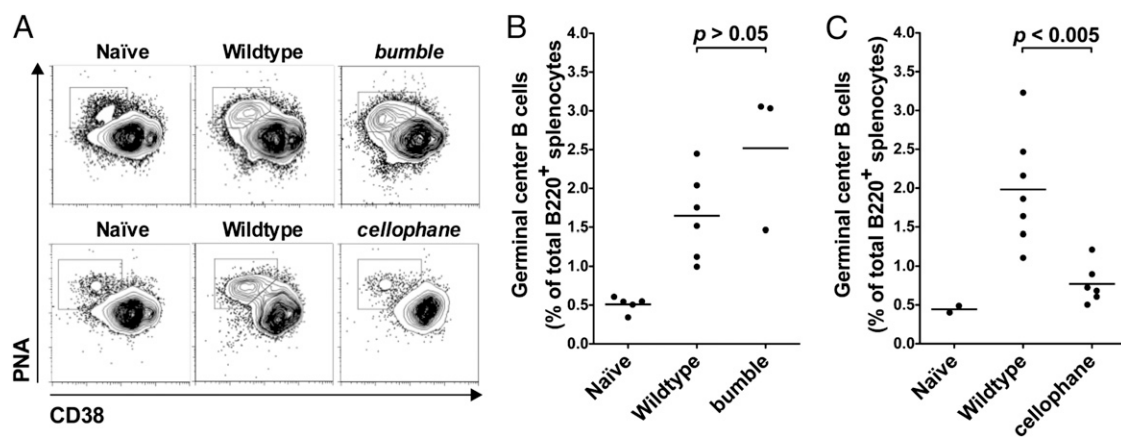 A
Naïve Wildtype bumble
Naïve Wildtype cellophane
PNA
CD38
B
Germinal center B cells
(% of total B220+ splenocytes)
p > 0.05
4.0
3.5
3.0
2.5
2.0
1.5
1.0
0.5
0.0
Naïve
Wildtype
bumble
C
Germinal center B cells
(% of total B220+ splenocytes)
p < 0.005
4.0
3.5
3.0
2.5
2.0
1.5
1.0
0.5
0.0
Naïve
Wildtype
cellophane